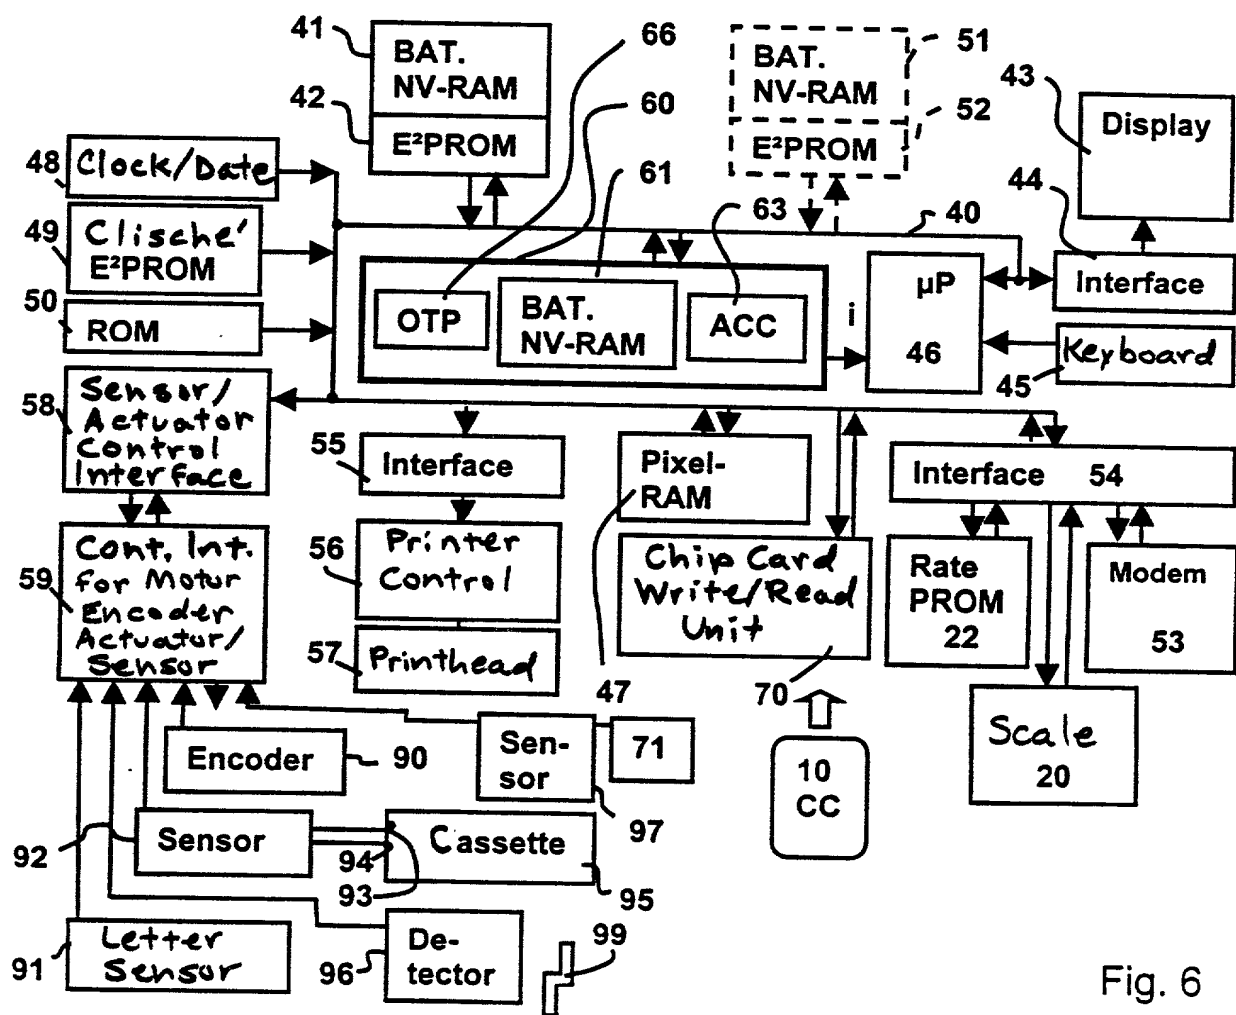 41
BAT.
NV-RAM
42
E²PROM
66
60
61
BAT.
NV-RAM
51
E²PROM
52
43
Display
48
Clock/Date
63
40
44
49
Clische'
E²PROM
Interface
50
ROM
OTP
BAT.
NV-RAM
ACC
i
µP
46
45
Keyboard
58
Sensor/
Actuator
Control
Interface
55
Interface
Pixel-
RAM
Interface 54
59
Cont. Int.
for Motur
Encoder
Actuator/
Sensor
56
Printer
Control
Chip Card
Write/Read
Unit
Rate
PROM
22
Modem
53
57
Printhead
47
70
Encoder
90
Sen-
sor
71
10
CC
Scale
20
97
92
Sensor
94
93
Cassette
95
91
Letter
Sensor
96
De-
tector
99
Fig. 6